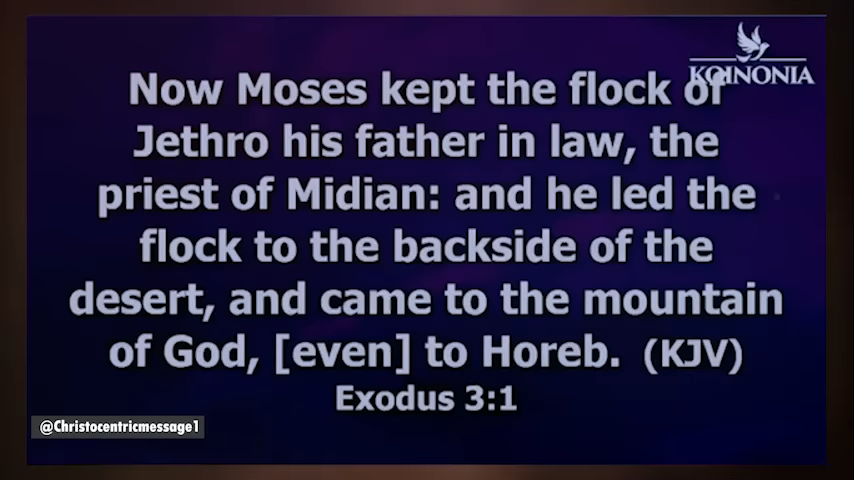 KOINONIA
Now Moses kept the flock of
Jethro his father in law, the
priest of Midian: and he led the
flock to the backside of the
desert, and came to the mountain
of God, [even] to Horeb. (KJV)
Exodus 3:1
@Christocentricmessage1